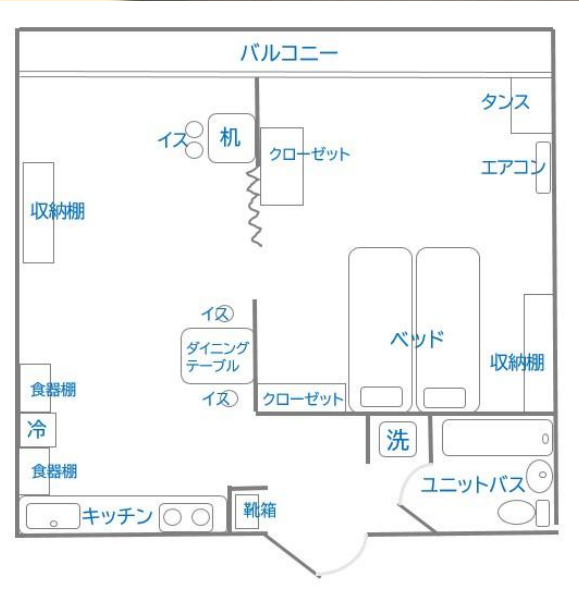 バルコニー
タンス
イス
机
クローゼット
エアコン
収納棚
イス
ダイニング
テーブル
ベッド
収納棚
食器棚
イス
クローゼット
冷
洗
食器棚
ユニットバス
キッチン
靴箱